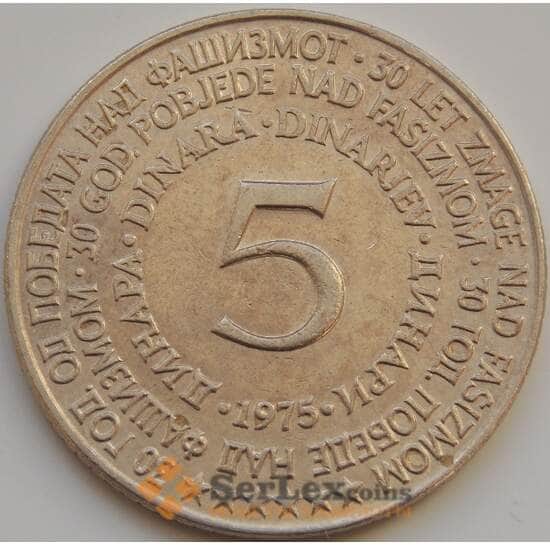 30 ГОД. ОД ПОБЕДАТА НАД ФАШИЗМОТ · 30 LET ZMAGE NAD FAŠIZMOM
30 GOD. POBJEDE NAD FAŠIZMOM · 30 ГОД. ПОБЕДЕ НАД ФАШИЗМОМ ·
ДИНАРА · DINARA · DINARJEV · ДИНАРИ
· 1975 ·
5
SerLexcoins